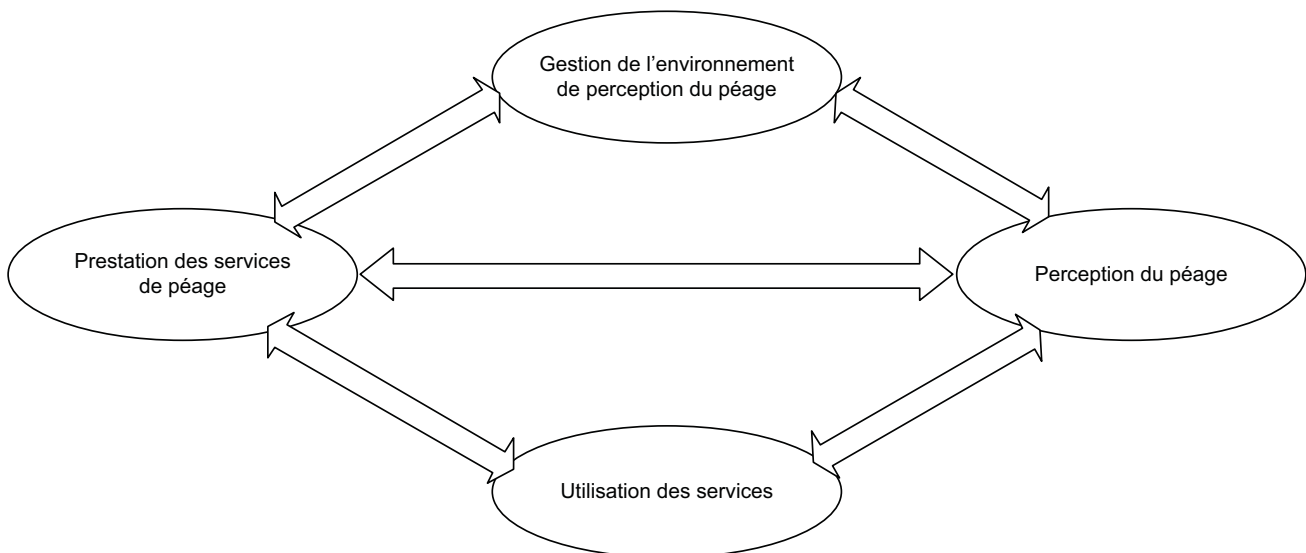 Gestion de l’environnement
de perception du péage
Prestation des services
de péage
Perception du péage
Utilisation des services